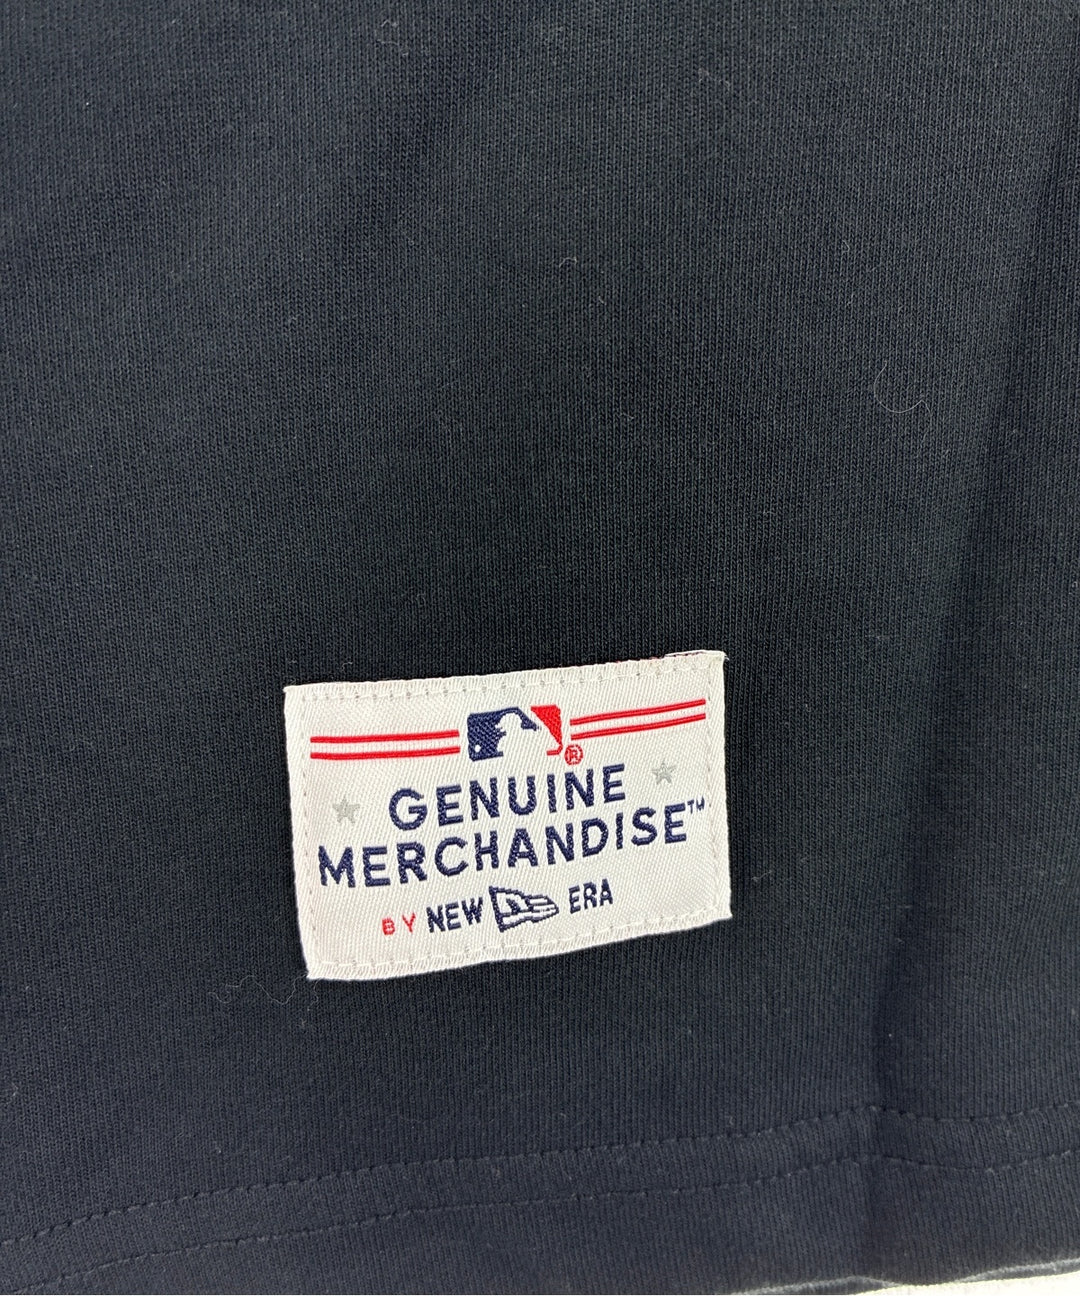 ®
GENUINE
MERCHANDISE™
BY NEW ERA